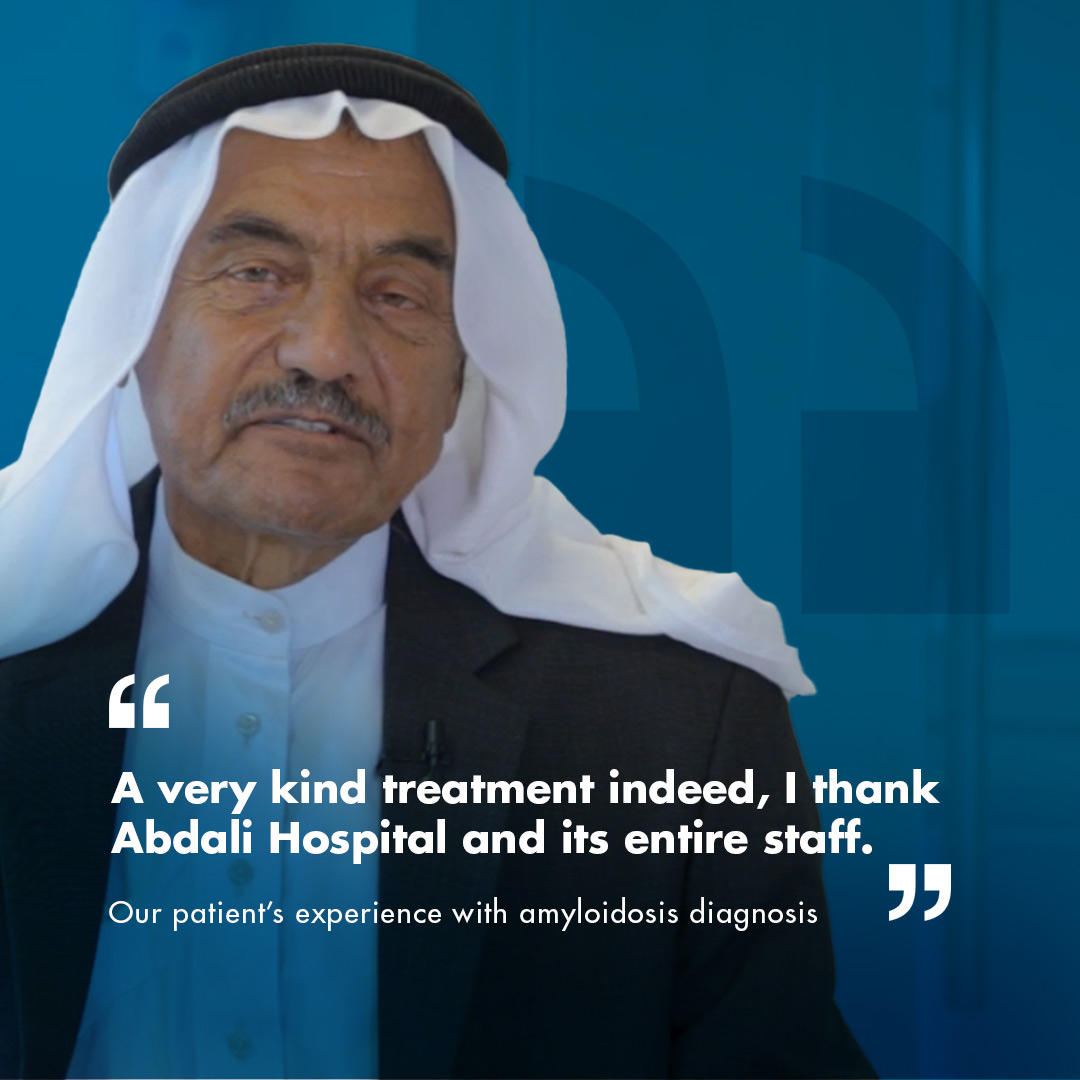 “
A very kind treatment indeed, I thank
Abdali Hospital and its entire staff.
”
Our patient’s experience with amyloidosis diagnosis